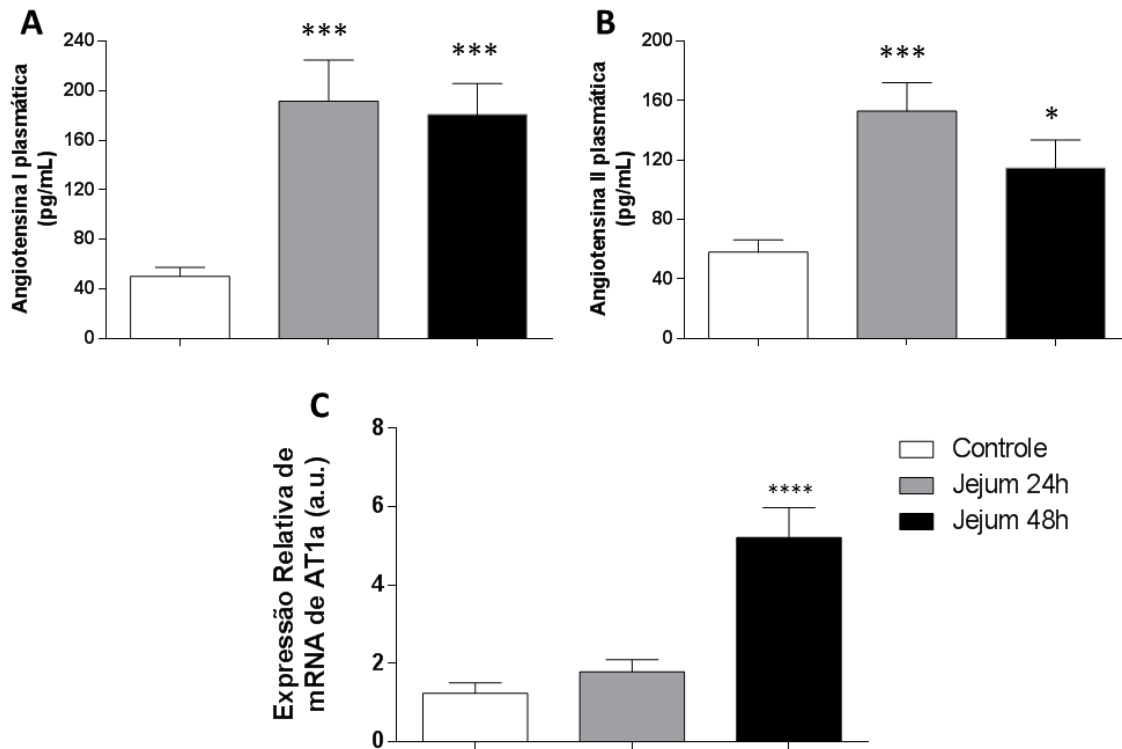 A
Angiotensina I plasmática
(pg/mL)
240
200
160
120
80
40
0
***
***
B
Angiotensina II plasmática
(pg/mL)
200
160
120
80
40
0
***
*
C
Expressão Relativa de
mRNA de AT1a (a.u.)
8
6
4
2
0
****
Controle
Jejum 24h
Jejum 48h